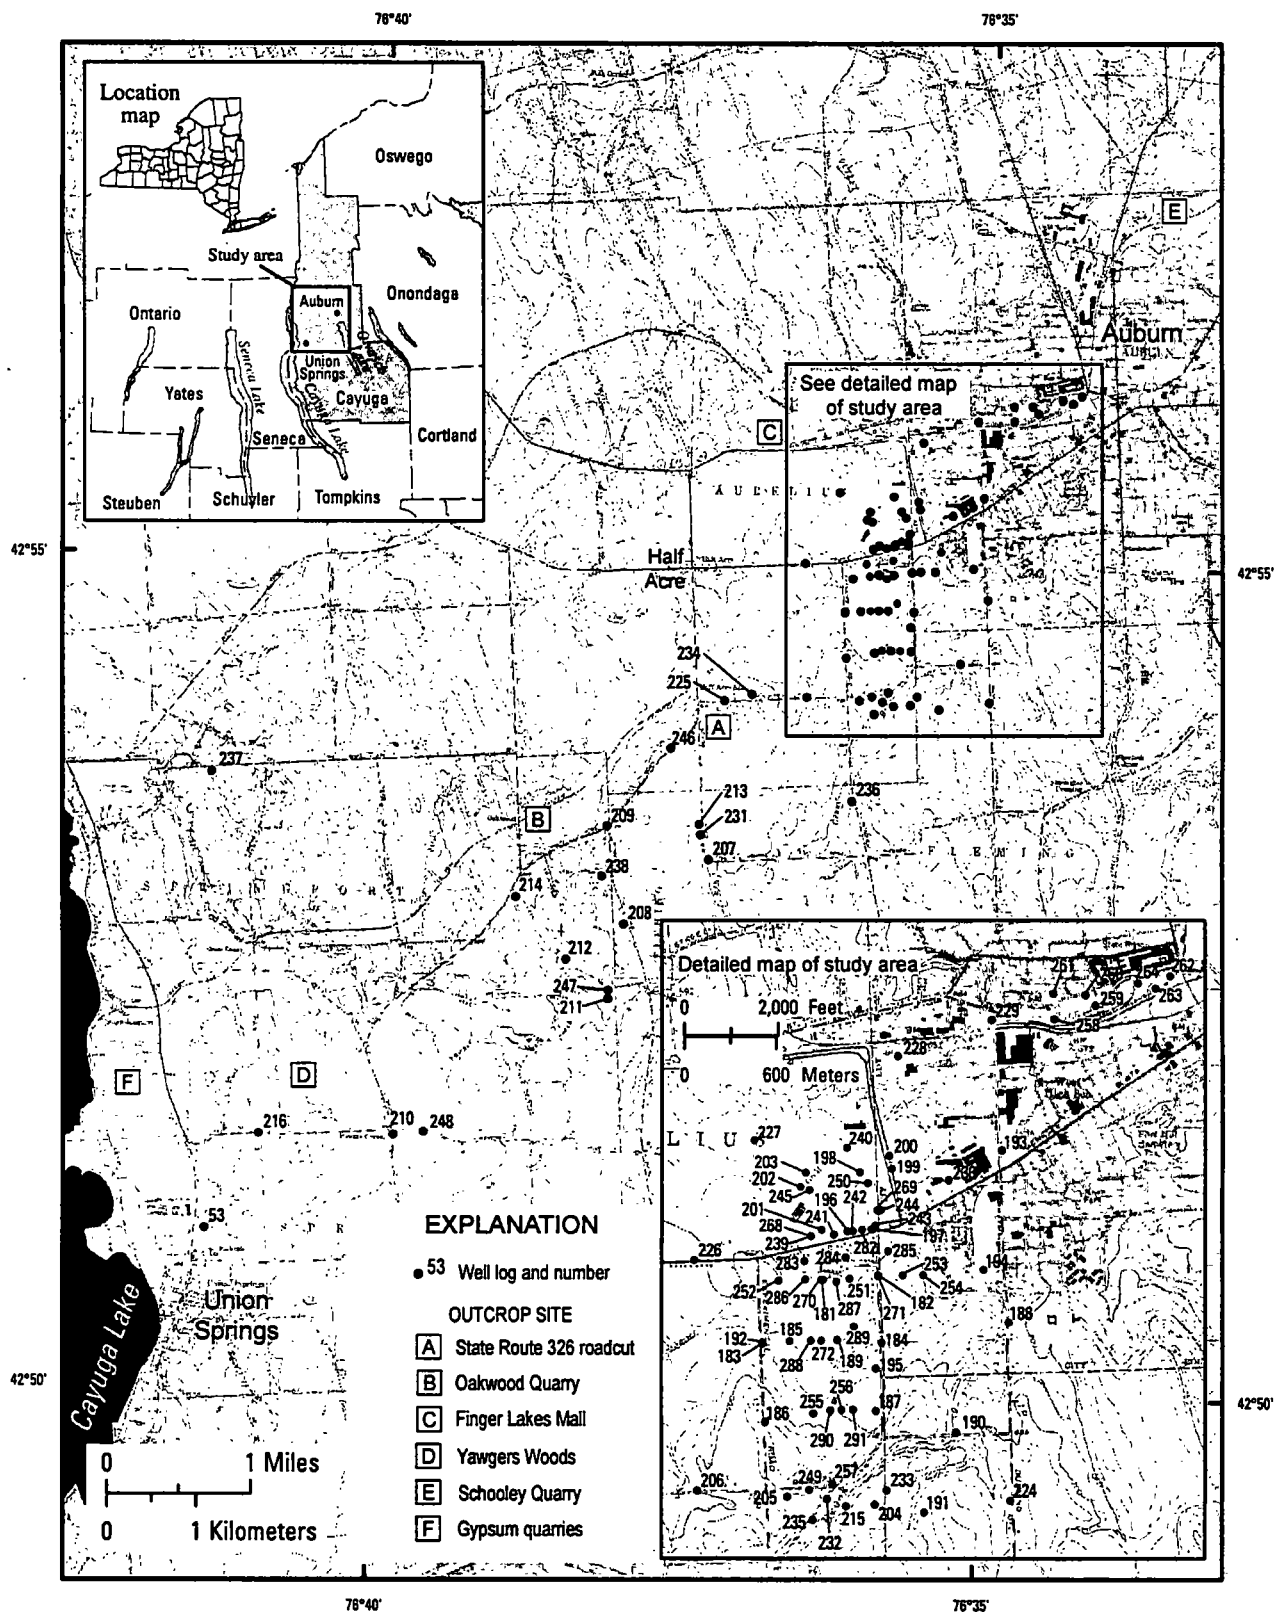 76°40'
76°35'
Location
map
Oswego
Study area
Onondaga
Auburn
Ontario
Union
Springs
Seneca Lake
Cayuga Lake
Yates
Cayuga
Seneca
Cortland
Steuben
Schuyler
Tompkins
E
Auburn
AUBURN
See detailed map
of study area
C
AURELIUS
42°55'
Half
Acre
42°55'
234
225
A
246
237
213
231
236
B
209
207
FLEMING
238
214
SPRINGPORT
208
212
247
211
F
D
216
210
248
53
Union
Springs
Cayuga Lake
42°50'
42°50'
0
1 Miles
0
1 Kilometers
EXPLANATION
53 Well log and number
OUTCROP SITE
A State Route 326 roadcut
B Oakwood Quarry
C Finger Lakes Mall
D Yawgers Woods
E Schooley Quarry
F Gypsum quarries
Detailed map of study area
0 2,000 Feet
0 600 Meters
261
264
262
259
263
229
258
228
LIUS
227
240
200
193
203
198
199
202
250
245
196
242
269
244
201
241
243
268
197
239
226
284
282
285
283
253
194
252
286
270
251
254
181
287
271
182
188
192
185
289
184
183
288
272
189
195
256
255
187
186
290
291
190
206
249
257
233
205
224
235
215
204
191
232
76°40'
76°35'